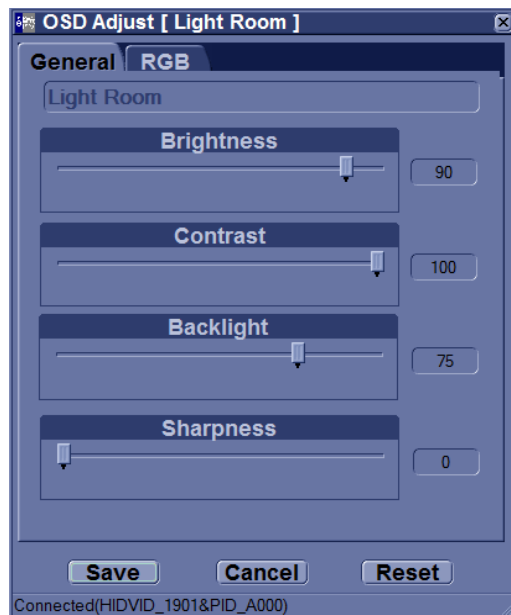 OSD Adjust [ Light Room ]
General RGB
Light Room
Brightness
90
Contrast
100
Backlight
75
Sharpness
0
Save Cancel Reset
Connected(HIDVID_1901&PID_A000)